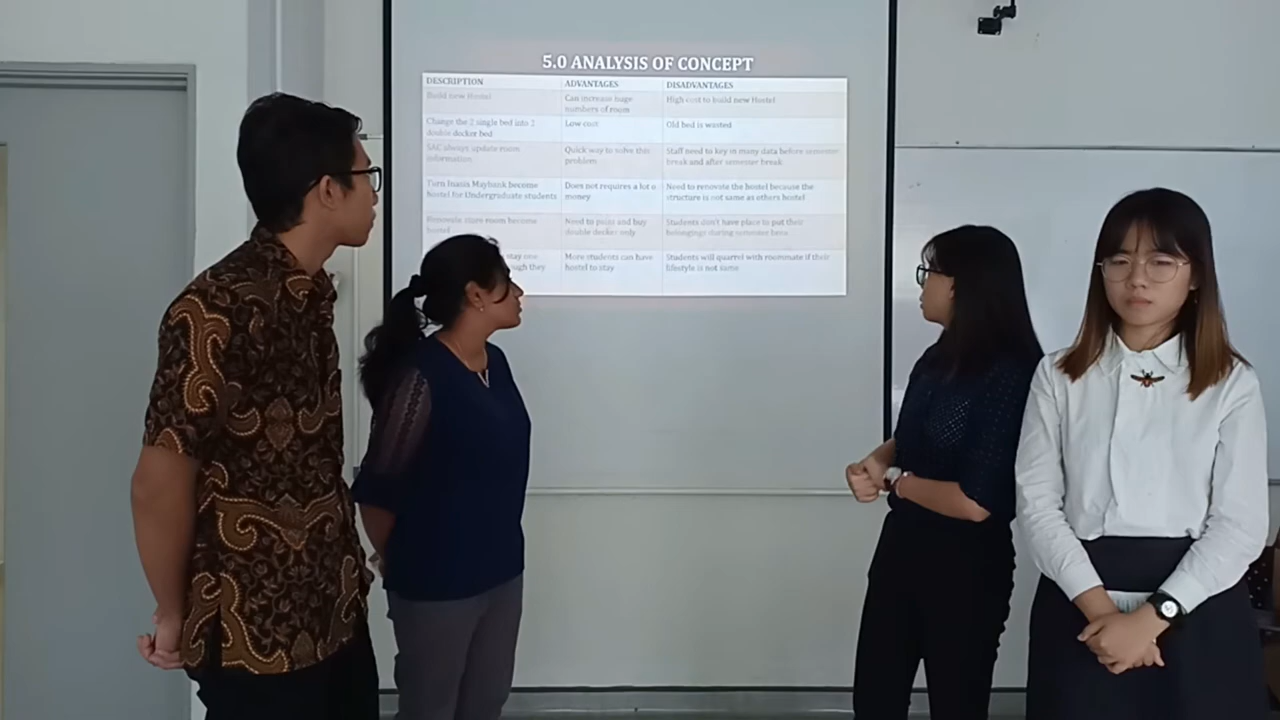 5.0 ANALYSIS OF CONCEPT
DESCRIPTION ADVANTAGES DISADVANTAGES
Build new Hostel Can increase huge High cost to build new Hostel
numbers of room
Change the 2 single bed into 2 Low cost Old bed is wasted
double docker bed
SAC always update room Quick way to solve this Staff need to key in many data before semester
information problem break and after semester break
Turn Inasis Maybank become Does not requires a lot o Need to renovate the hostel because the
hostel for Undergraduate students money structure is not same as others hostel
Renovate store room become Need to paint and buy Students don't have place to put their
hostel double decker only belongings during semester
stay one More students can have Students will quarrel with roommate if their
ugh they hostel to stay lifestyle is not same